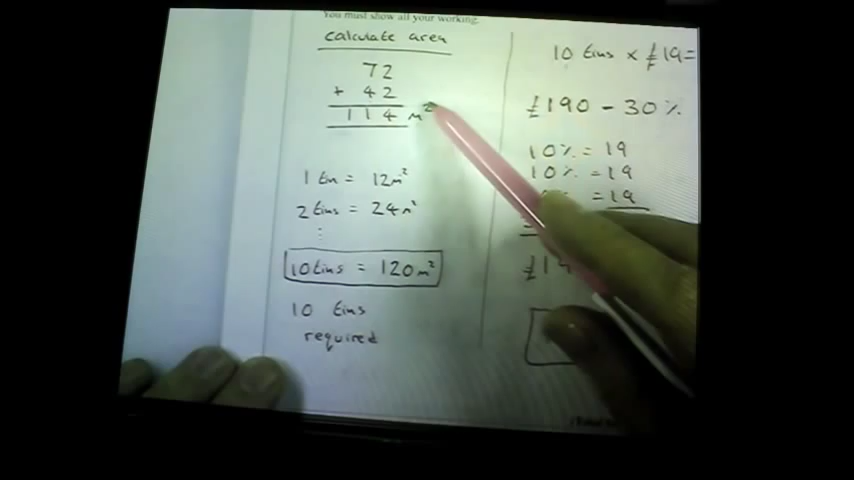 You must show all your working.
calculate area
72
+ 42
114 m²
1 tin = 12m²
2 tins = 24m²
⋮
10 tins = 120m²
10 tins
required
10 tins x £19=
£190 - 30%
10% = 19
10% = 19
= 19